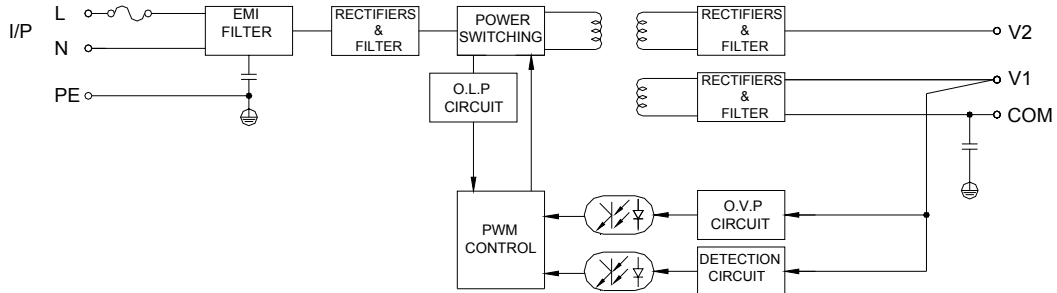 I/P
L
N
PE
EMI
FILTER
RECTIFIERS
&
FILTER
POWER
SWITCHING
O.L.P
CIRCUIT
PWM
CONTROL
RECTIFIERS
&
FILTER
V2
RECTIFIERS
&
FILTER
V1
COM
O.V.P
CIRCUIT
DETECTION
CIRCUIT